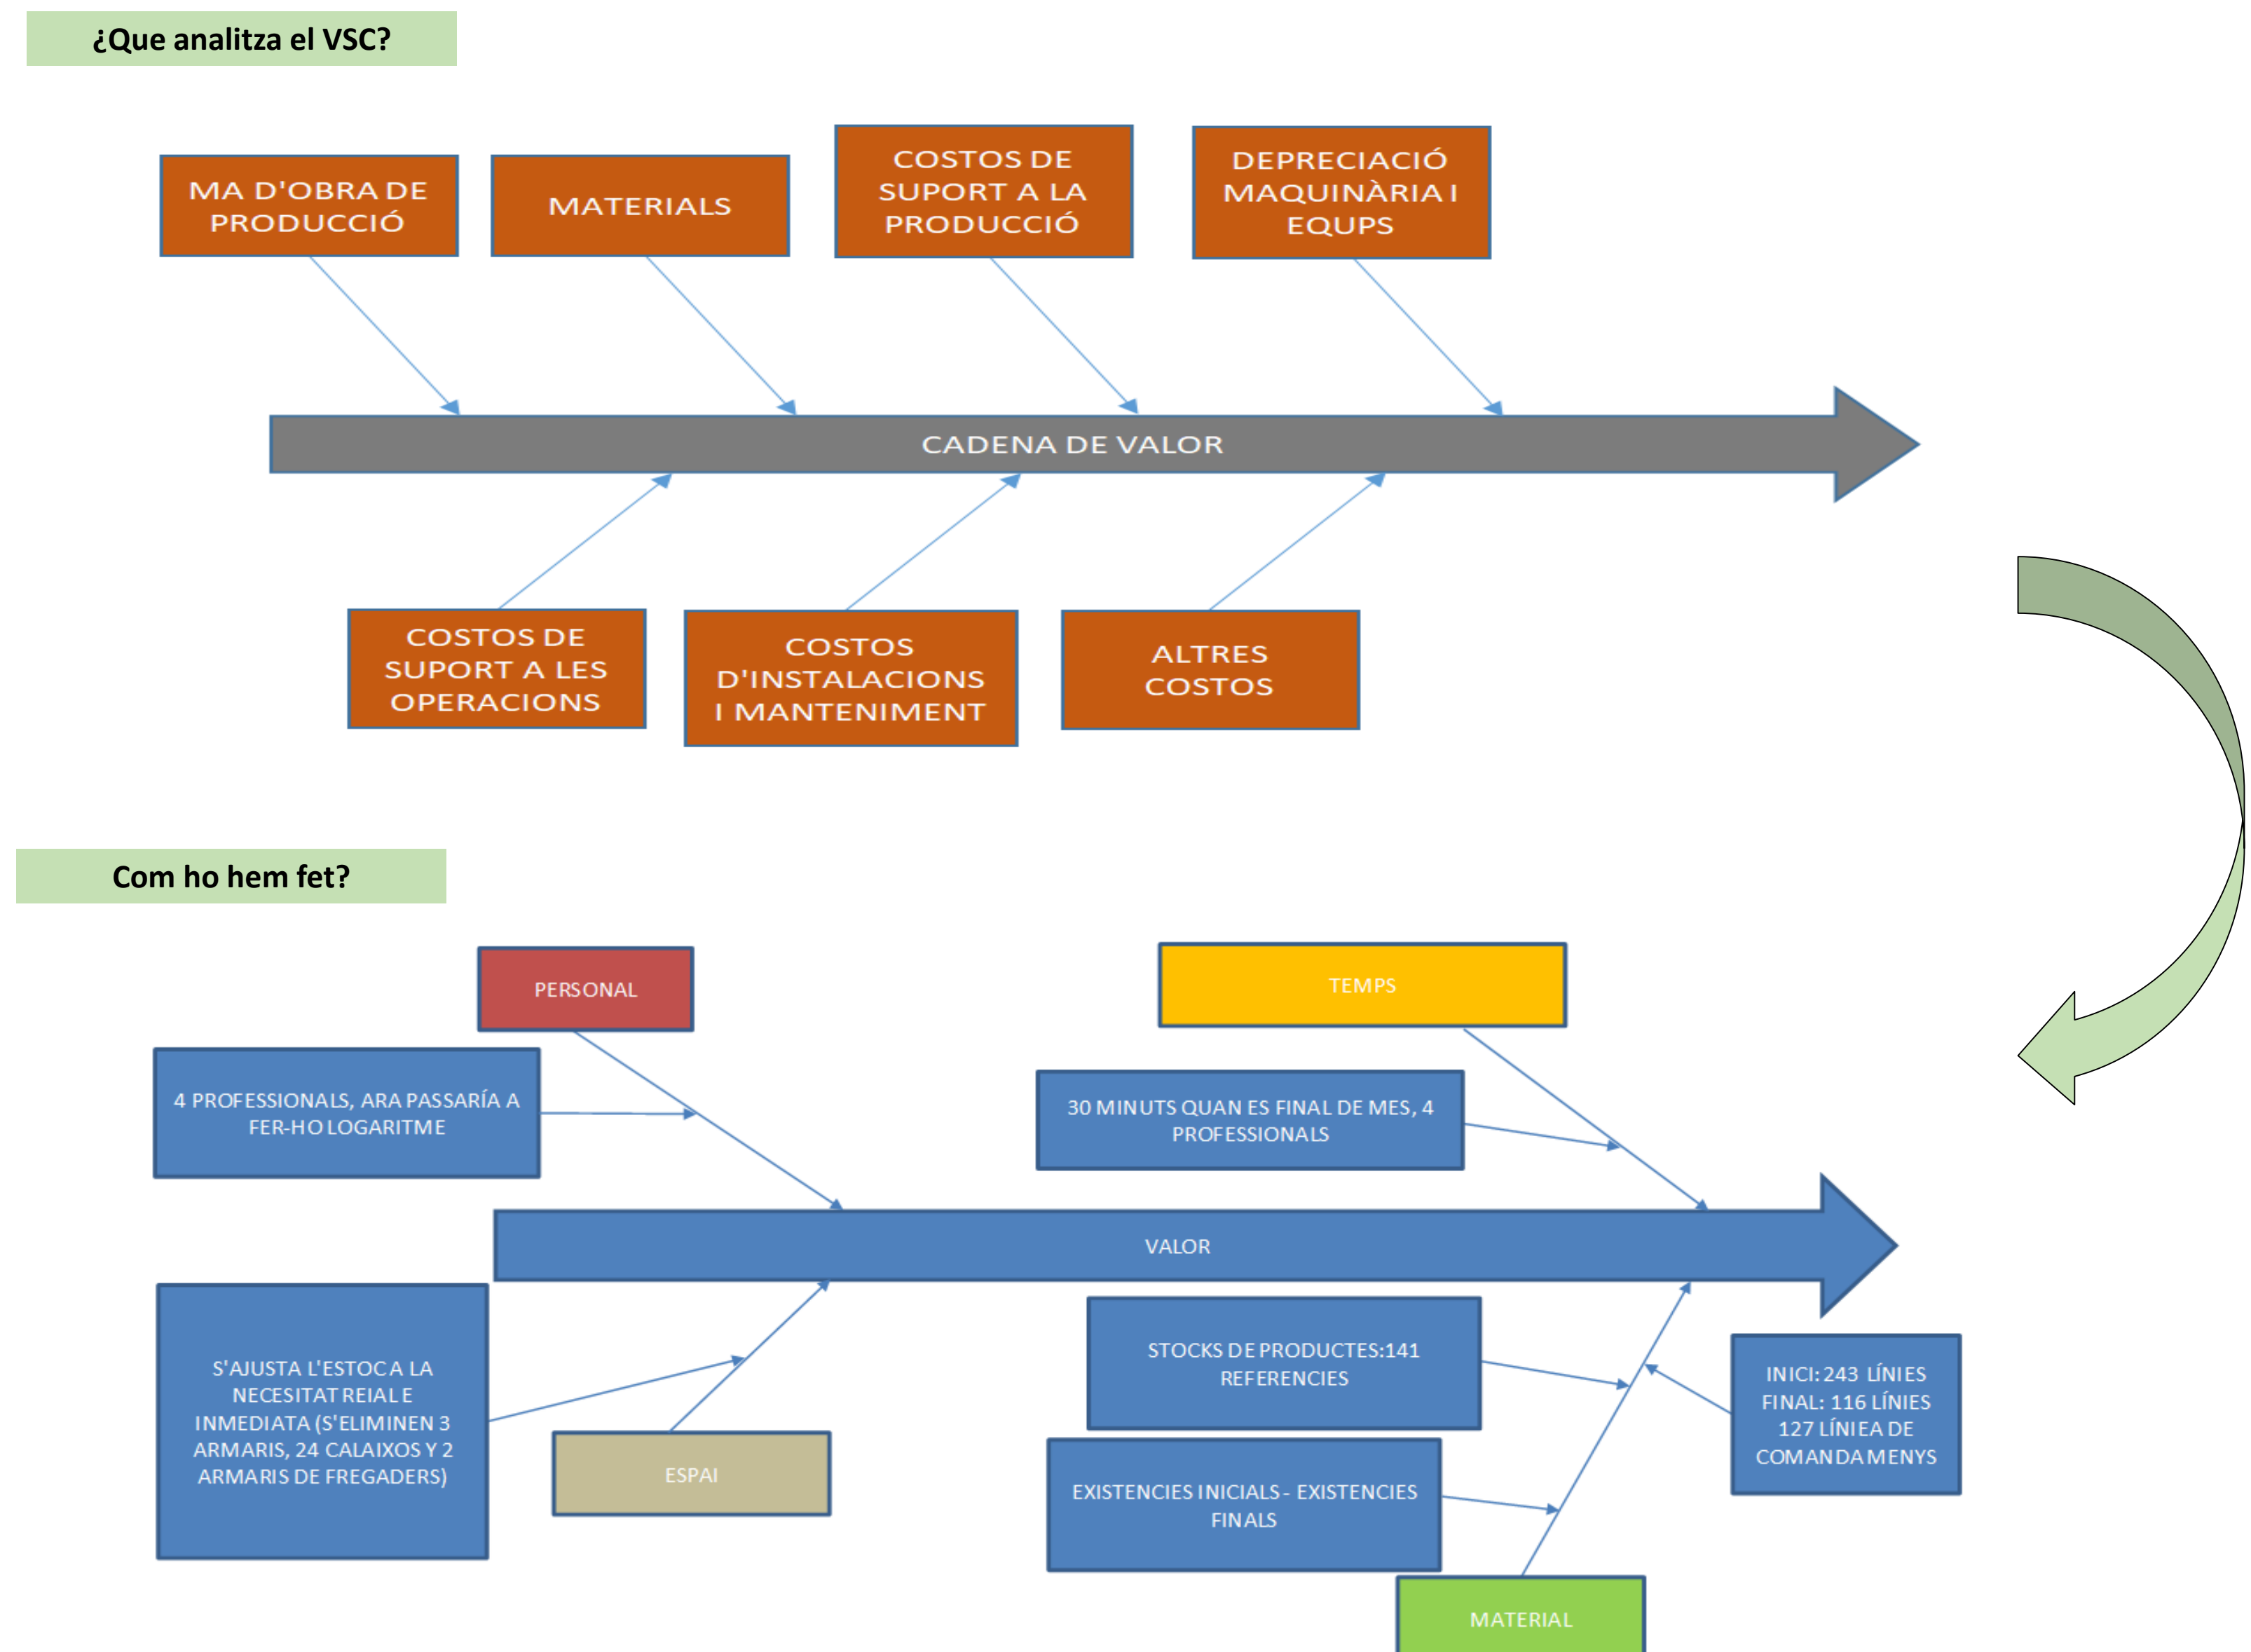 ¿Que analitza el VSC?
MA D'OBRA DE
PRODUCCIÓ
MATERIALS
COSTOS DE
SUPORT A LA
PRODUCCIÓ
DEPRECIACIÓ
MAQUINÀRIA I
EQUPS
CADENA DE VALOR
COSTOS DE
SUPORT A LES
OPERACIONS
COSTOS
D'INSTALACIONS
I MANTENIMENT
ALTRES
COSTOS
Com ho hem fet?
PERSONAL
TEMPS
4 PROFESSIONALS, ARA PASSARÍA A
FER-HO LOGARITME
30 MINUTS QUAN ES FINAL DE MES, 4
PROFESSIONALS
VALOR
S'AJUSTA L'ESTOC A LA
NECESITAT REIAL E
INMEDIATA (S'ELIMINEN 3
ARMARIS, 24 CALAIXOS Y 2
ARMARIS DE FREGADERS)
ESPAI
STOCKS DE PRODUCTES:141
REFERENCIES
INICI: 243 LÍNIES
FINAL: 116 LÍNIES
127 LÍNIEA DE
COMANDA MENYS
EXISTENCIES INICIALS - EXISTENCIES
FINALS
MATERIAL